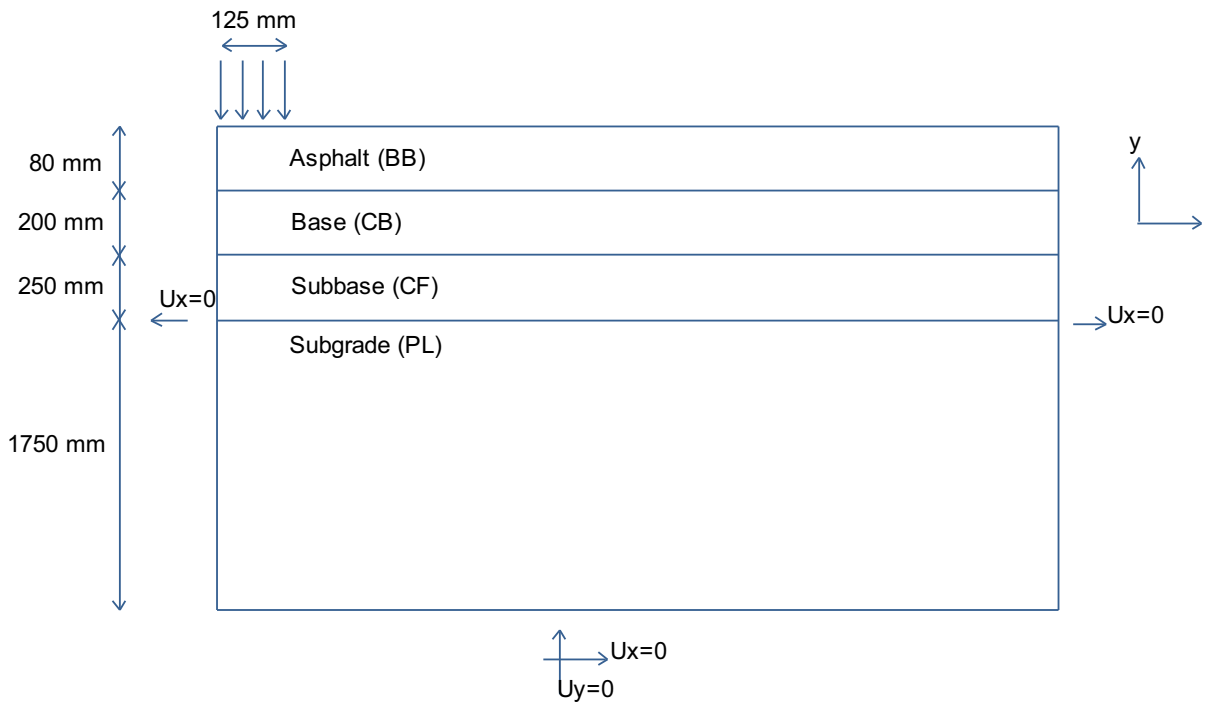 125 mm
80 mm
Asphalt (BB)
y
200 mm
Base (CB)
250 mm
Subbase (CF)
Ux=0
Ux=0
Subgrade (PL)
1750 mm
Ux=0
Uy=0